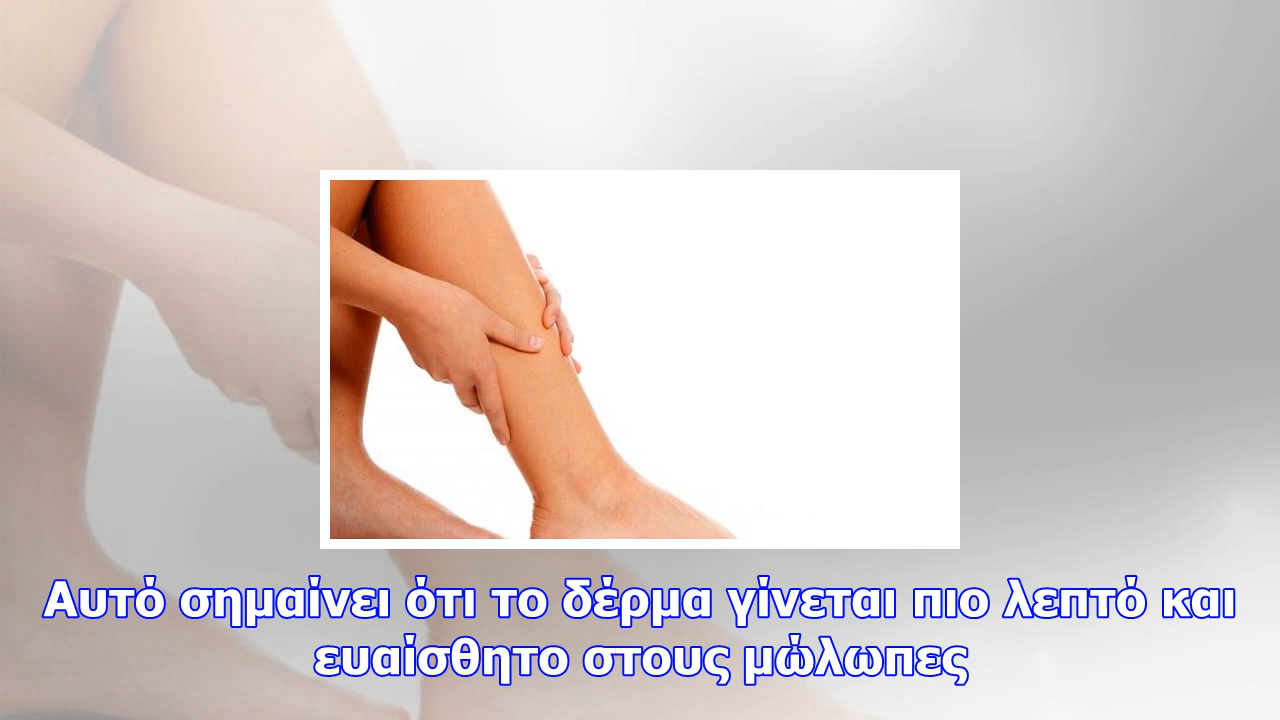 Αυτό σημαίνει ότι το δέρμα γίνεται πιο λεπτό και
ευαίσθητο στους μώλωπες